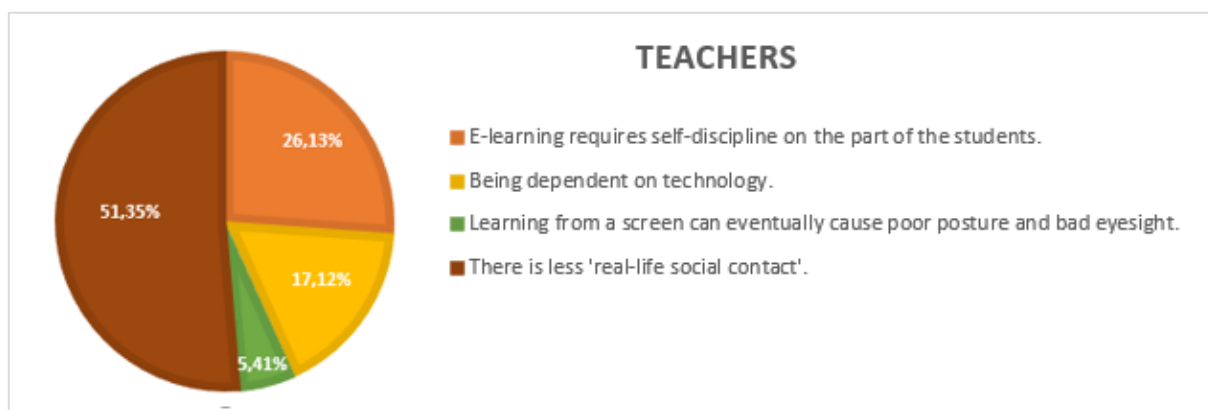 TEACHERS
26,13%
E-learning requires self-discipline on the part of the students.
Being dependent on technology.
51,35%
Learning from a screen can eventually cause poor posture and bad eyesight.
There is less 'real-life social contact'.
17,12%
5,41%